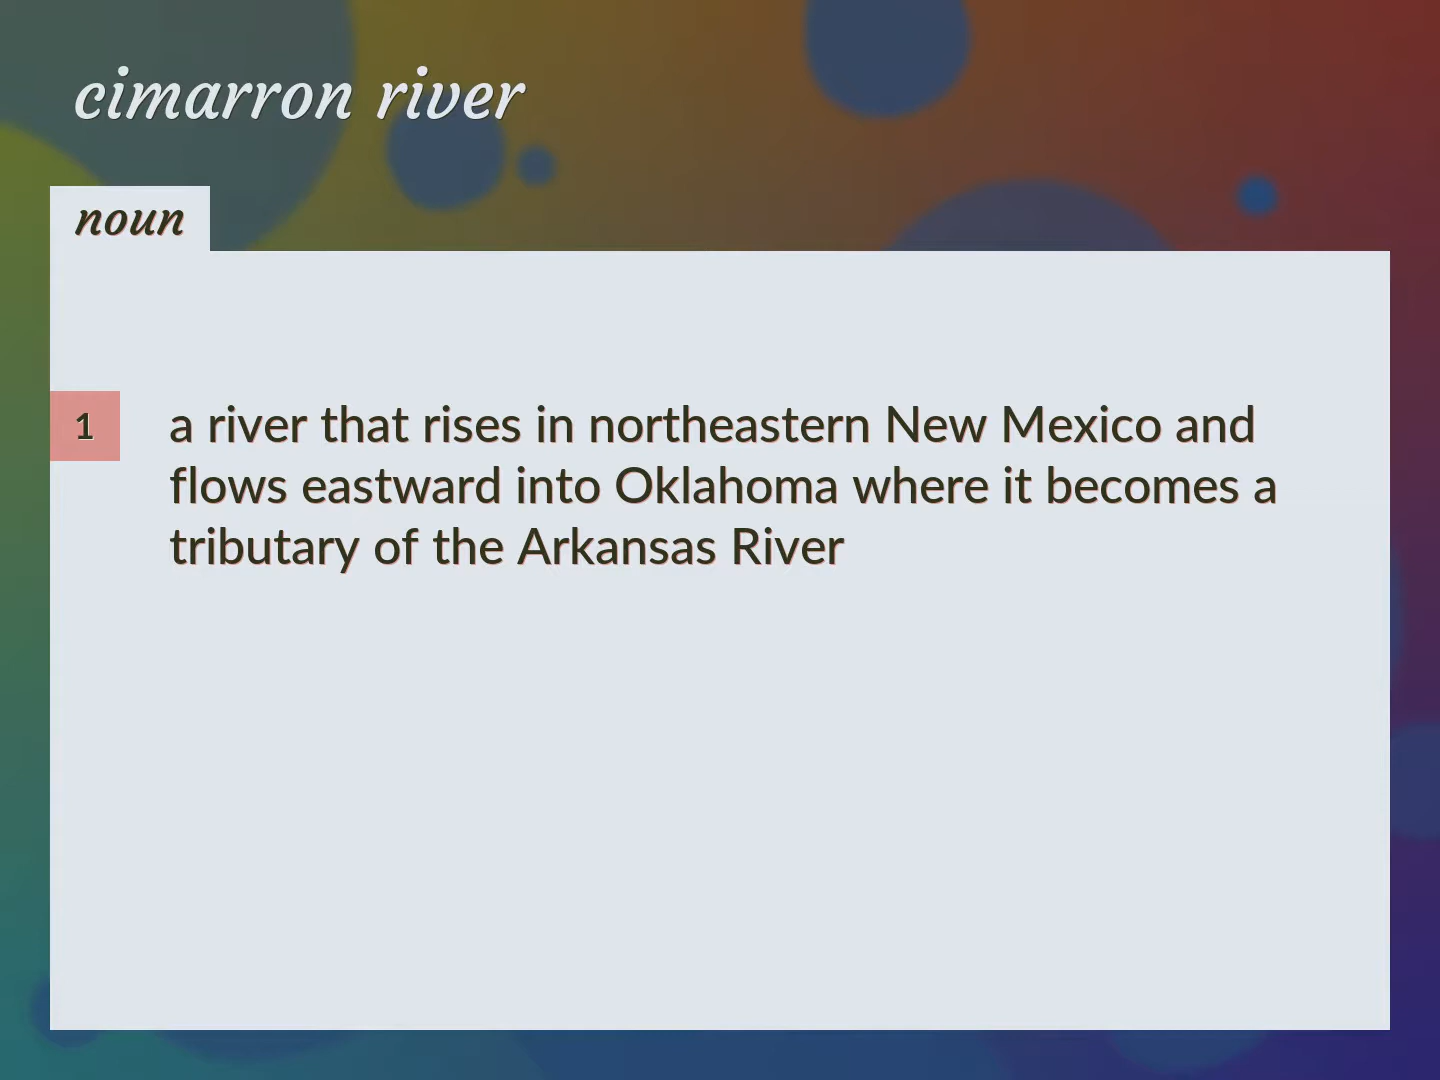 cimarron river
noun
1
a river that rises in northeastern New Mexico and
flows eastward into Oklahoma where it becomes a
tributary of the Arkansas River